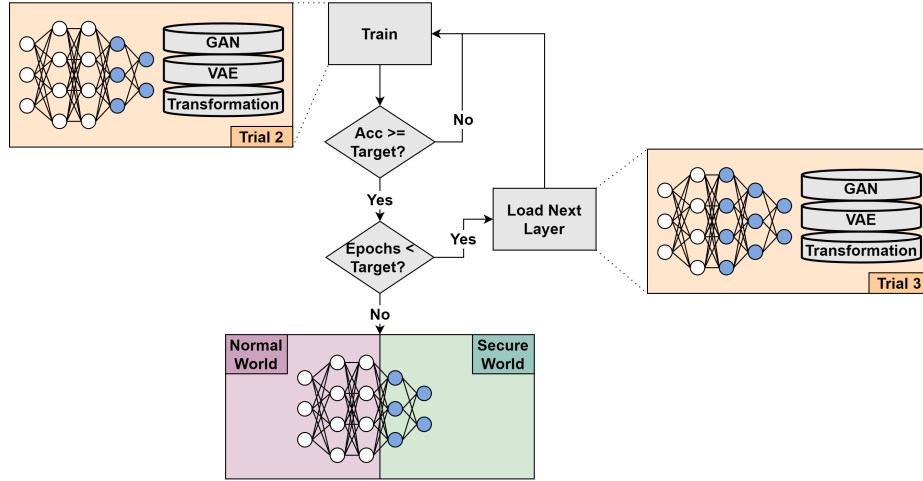 GAN
VAE
Transformation
Trial 2
Train
Acc >=
Target?
No
Yes
Epochs <
Target?
Yes
No
Load Next
Layer
GAN
VAE
Transformation
Trial 3
Normal
World
Secure
World